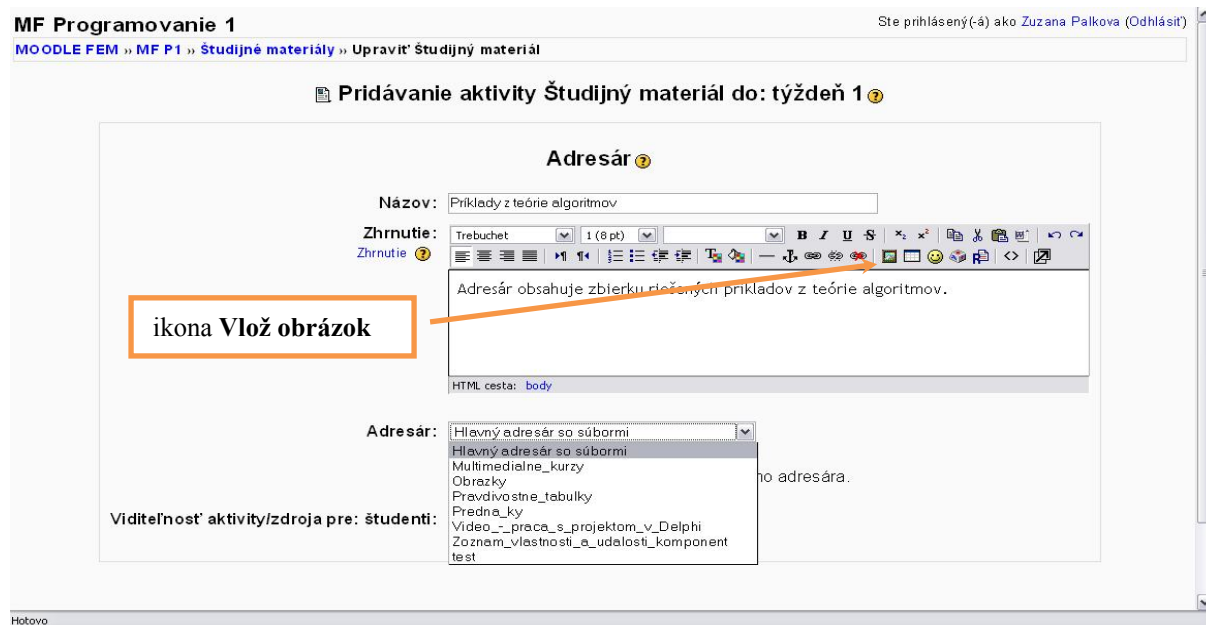 MF Programovanie 1
Ste prihlásený(-á) ako Zuzana Palkova (Odhlásiť)
MOODLE FEM » MF P1 » Študijné materiály » Upraviť Študijný materiál
Pridávanie aktivity Študijný materiál do: týždeň 1
Adresár
Názov: Príklady z teórie algoritmov
Zhrnutie: Trebuchet 1 (8 pt) B I U S
Zhrnutie
Adresár obsahuje zbierku riešených príkladov z teórie algoritmov.
ikona Vlož obrázok
HTML cesta: body
Adresár: Hlavný adresár so súbormi
Hlavný adresár so súbormi
Multimedialne_kurzy
Obrazky
Pravdivostne_tabulky
Predna_ky
Video_-_praca_s_projektom_v_Delphi
Zoznam_vlastnosti_a_udalosti_komponent
test
adresára.
Viditeľnosť aktivity/zdroja pre: študenti:
Hotovo